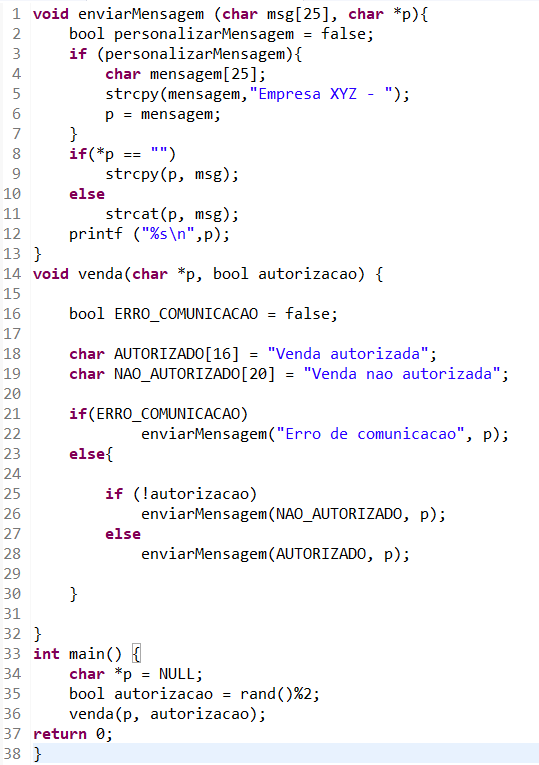 1 void enviarMensagem (char msg[25], char *p){
2     bool personalizarMensagem = false;
3     if (personalizarMensagem){
4         char mensagem[25];
5         strcpy(mensagem,"Empresa XYZ - ");
6         p = mensagem;
7     }
8     if(*p == "")
9         strcpy(p, msg);
10     else
11         strcat(p, msg);
12     printf ("%s\n",p);
13 }
14 void venda(char *p, bool autorizacao) {
15
16     bool ERRO_COMUNICACAO = false;
17
18     char AUTORIZADO[16] = "Venda autorizada";
19     char NAO_AUTORIZADO[20] = "Venda nao autorizada";
20
21     if(ERRO_COMUNICACAO)
22             enviarMensagem("Erro de comunicacao", p);
23     else{
24
25         if (!autorizacao)
26             enviarMensagem(NAO_AUTORIZADO, p);
27         else
28             enviarMensagem(AUTORIZADO, p);
29
30     }
31
32 }
33 int main() {
34     char *p = NULL;
35     bool autorizacao = rand()%2;
36     venda(p, autorizacao);
37 return 0;
38 }